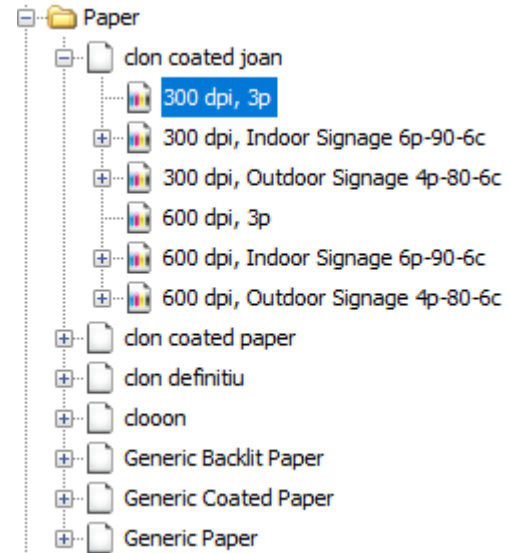 Paper
clon coated joan
300 dpi, 3p
300 dpi, Indoor Signage 6p-90-6c
300 dpi, Outdoor Signage 4p-80-6c
600 dpi, 3p
600 dpi, Indoor Signage 6p-90-6c
600 dpi, Outdoor Signage 4p-80-6c
clon coated paper
clon definitiu
clooon
Generic Backlit Paper
Generic Coated Paper
Generic Paper